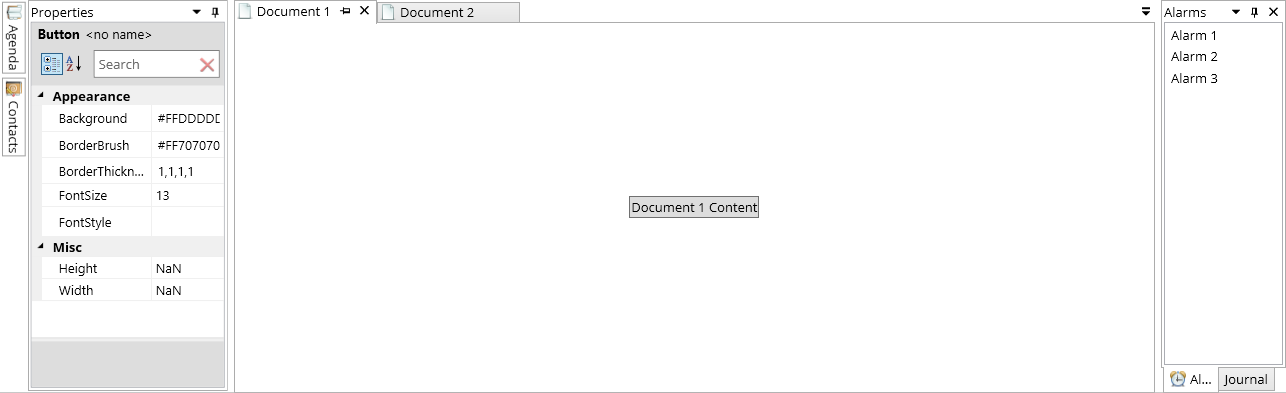 Agenda
Contacts
Properties
Button <no name>
A
Z
Search
Appearance
Background #FFDDDDD
BorderBrush #FF707070
BorderThickn... 1,1,1,1
FontSize 13
FontStyle
Misc
Height NaN
Width NaN
Document 1
Document 2
Document 1 Content
Alarms
Alarm 1
Alarm 2
Alarm 3
Al...
Journal